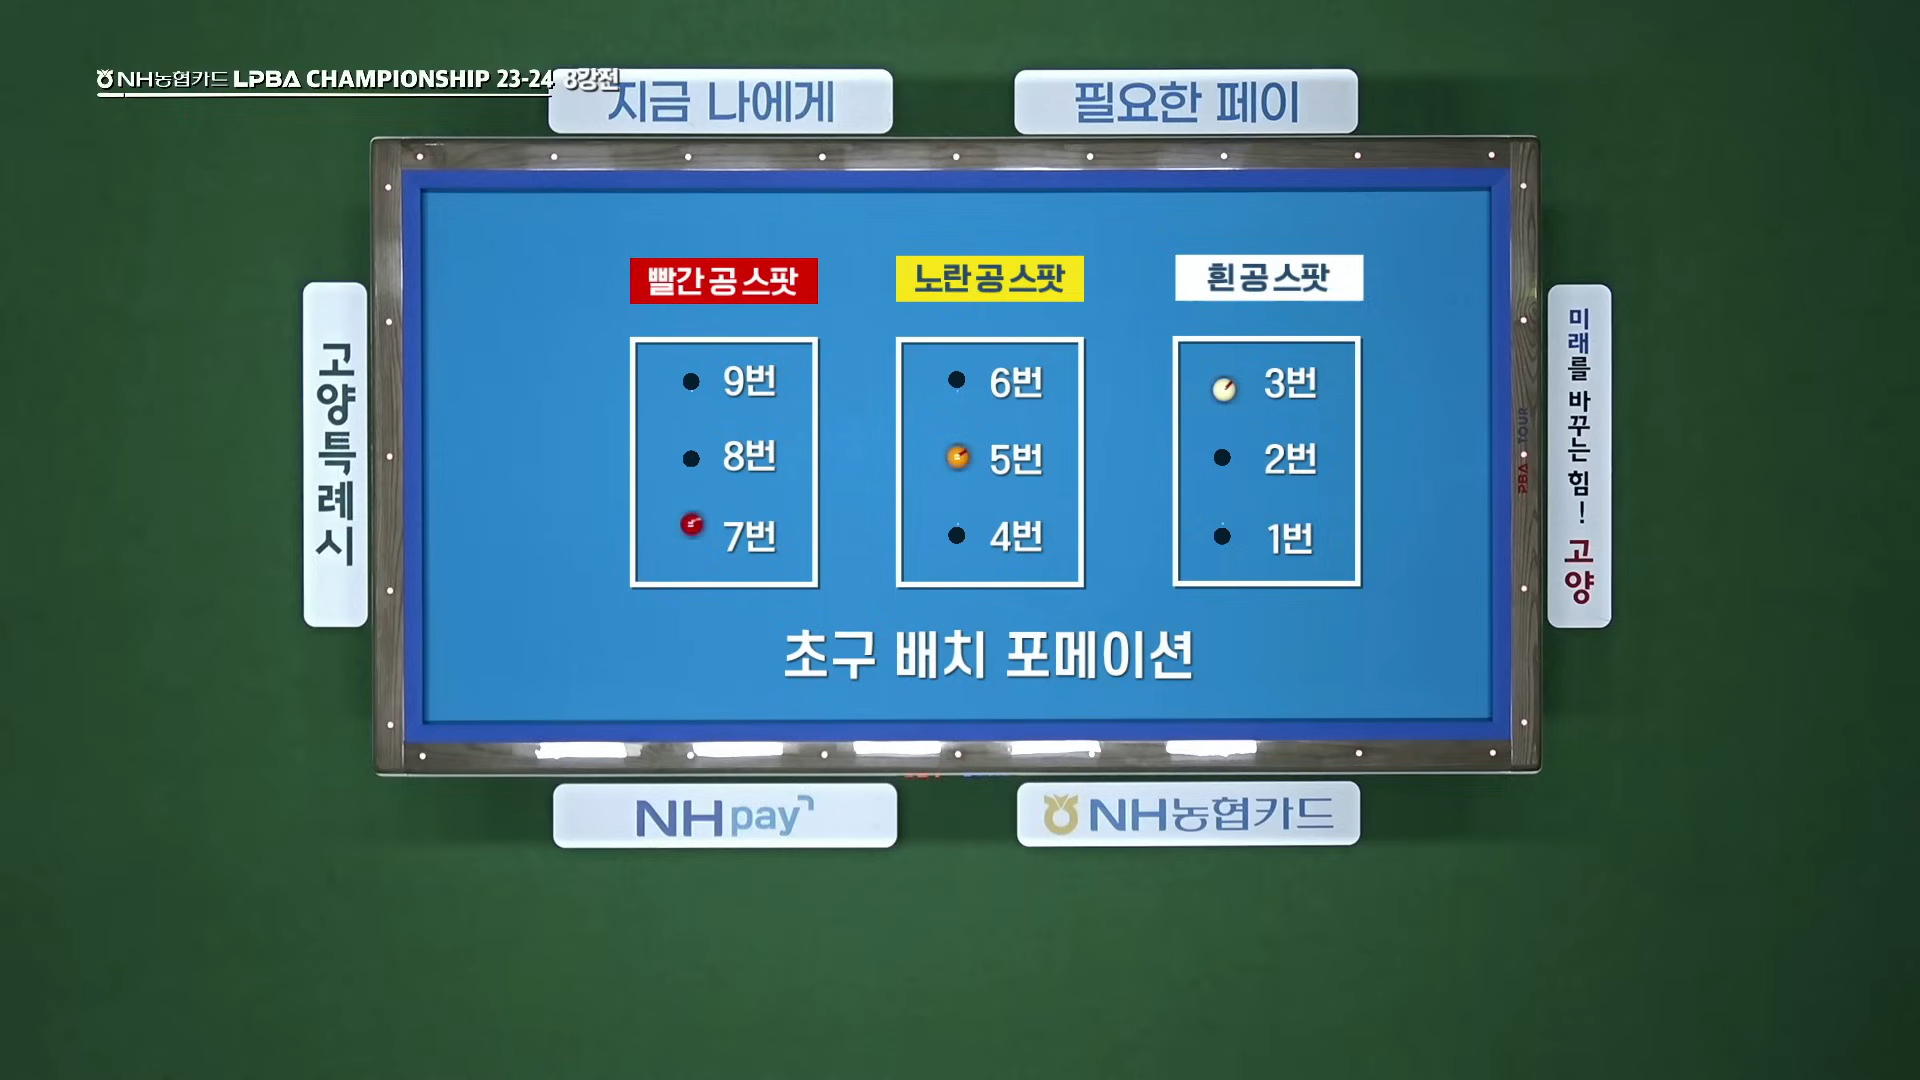 NH농협카드 LPBA CHAMPIONSHIP 23-24 8강전
지금 나에게
필요한 페이
고양특례시
빨간공스팟
노란공스팟
흰공스팟
9번
6번
3번
8번
5번
2번
7번
4번
1번
초구 배치 포메이션
PBA TOUR
미래를 바꾸는 힘! 고양
NH pay
NH농협카드